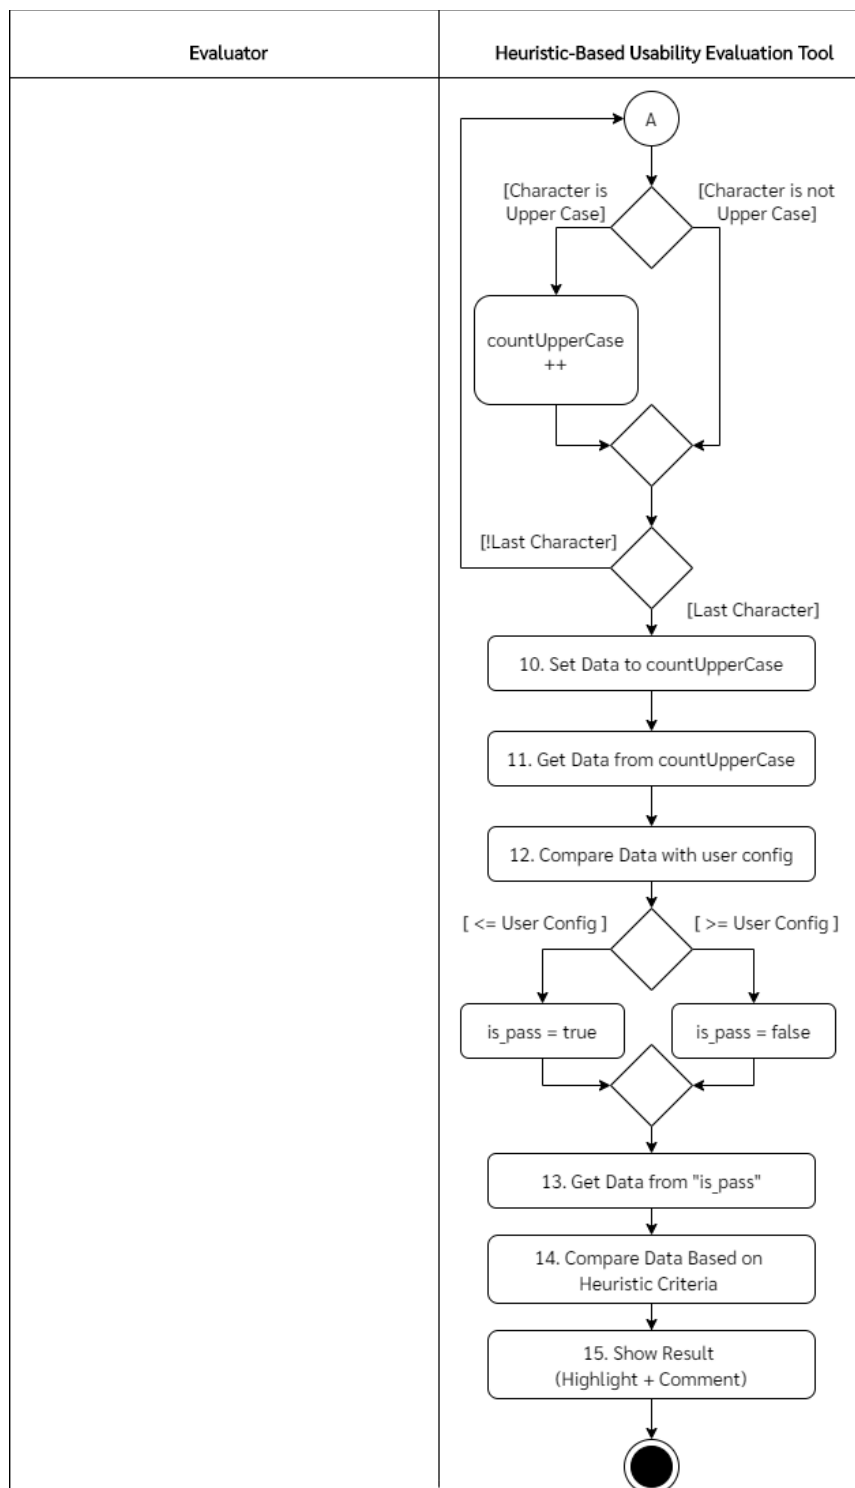 Evaluator
Heuristic-Based Usability Evaluation Tool
A
[Character is
Upper Case]
[Character is not
Upper Case]
countUpperCase
++
[!Last Character]
[Last Character]
10. Set Data to countUpperCase
11. Get Data from countUpperCase
12. Compare Data with user config
[ <= User Config ]
[ >= User Config ]
is_pass = true
is_pass = false
13. Get Data from "is_pass"
14. Compare Data Based on
Heuristic Criteria
15. Show Result
(Highlight + Comment)